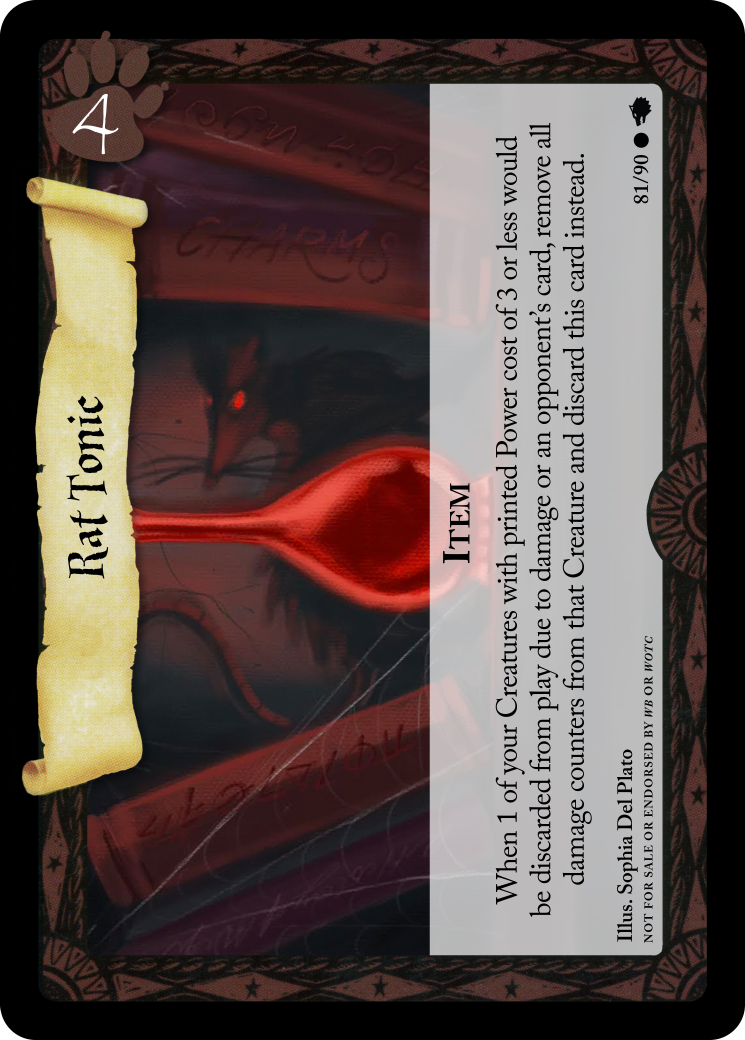 4
Rat Tonic
CHARMS
ITEM
When 1 of your Creatures with printed Power cost of 3 or less would
be discarded from play due to damage or an opponent's card, remove all
damage counters from that Creature and discard this card instead.
Illus. Sophia Del Plato
81/90
NOT FOR SALE OR ENDORSED BY WB OR WOTC